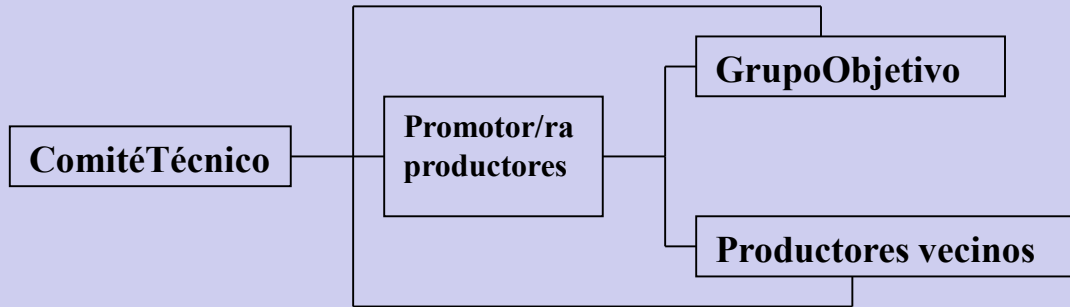 GrupoObjetivo
Promotor/ra
productores
ComitéTécnico
Productores vecinos